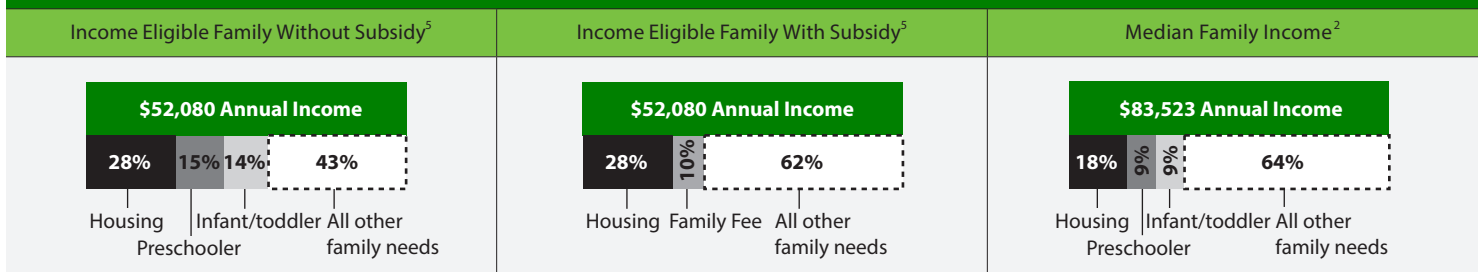 Income Eligible Family Without Subsidy5
Income Eligible Family With Subsidy5
Median Family Income2
$52,080 Annual Income
28% 15% 14% 43%
Housing Infant/toddler All other
Preschooler family needs
$52,080 Annual Income
28% 10% 62%
Housing Family Fee All other
family needs
$83,523 Annual Income
18% 9% 9% 64%
Housing Infant/toddler All other
Preschooler family needs